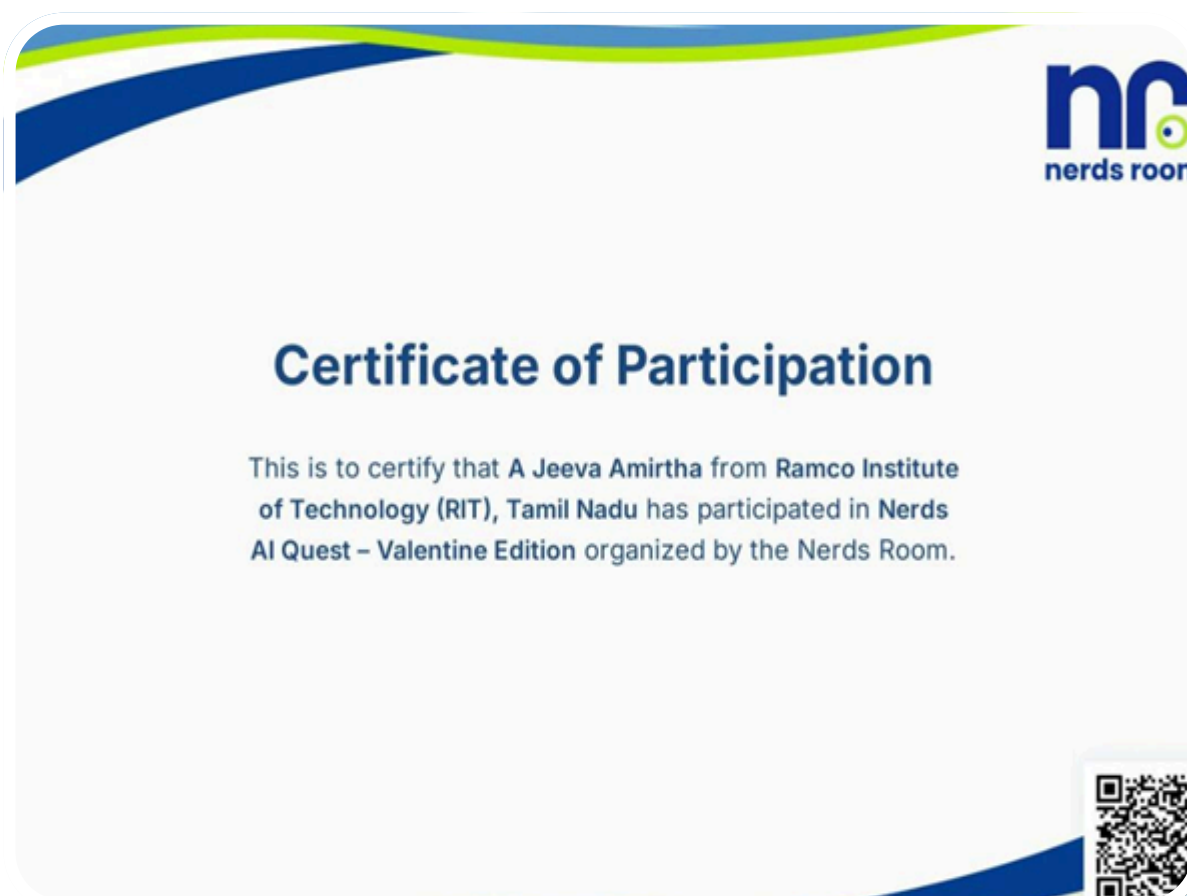 nerds room
Certificate of Participation
This is to certify that A Jeeva Amirtha from Ramco Institute
of Technology (RIT), Tamil Nadu has participated in Nerds
AI Quest – Valentine Edition organized by the Nerds Room.